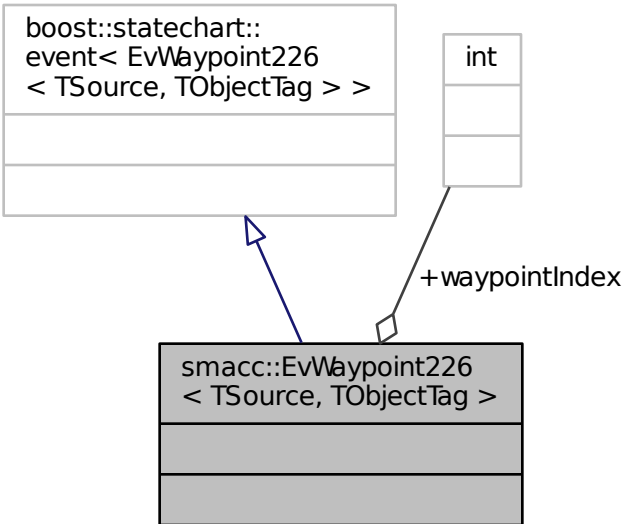 boost::statechart::
event< EvWaypoint226
< TSource, TObjectTag > >
int
+waypointIndex
smacc::EvWaypoint226
< TSource, TObjectTag >